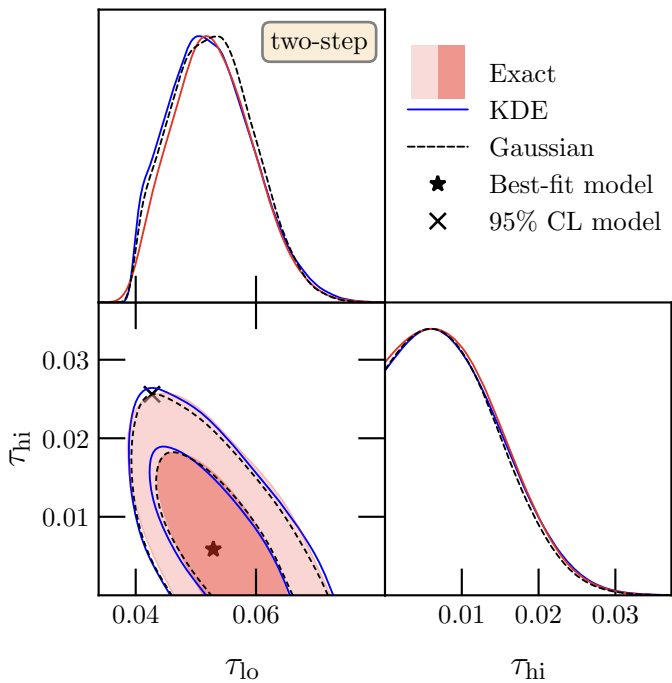 two-step
Exact
KDE
Gaussian
Best-fit model
95% CL model
0.03
0.02
0.01
τhi
0.04
0.06
0.01
0.02
0.03
τlo
τhi